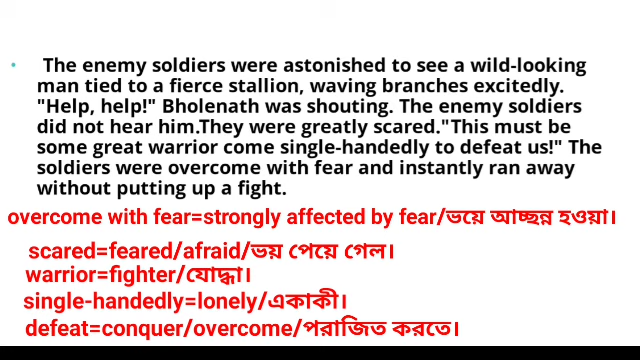 The enemy soldiers were astonished to see a wild-looking
man tied to a fierce stallion, waving branches excitedly.
"Help, help!" Bholenath was shouting. The enemy soldiers
did not hear him.They were greatly scared."This must be
some great warrior come single-handedly to defeat us!" The
soldiers were overcome with fear and instantly ran away
without putting up a fight.
overcome with fear=strongly affected by fear/ভয়ে আচ্ছন্ন হওয়া।
scared=feared/afraid/ভয় পেয়ে গেল।
warrior=fighter/যোদ্ধা।
single-handedly=lonely/একাকী।
defeat=conquer/overcome/পরাজিত করতে।